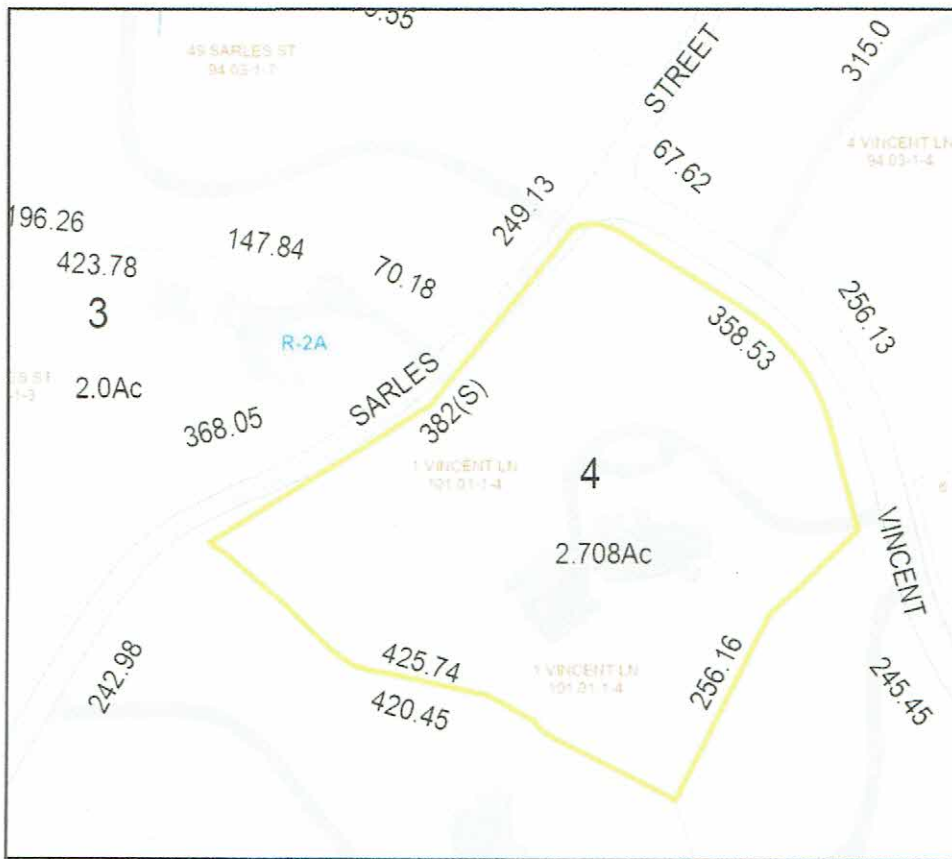 49 SARLES ST
94.03-1-7
STREET
315.0
67.62
4 VINCENT LN
94.03-1-4
196.26
249.13
147.84
423.78
70.18
3
256.13
358.53
R-2A
2.0Ac
SARLES
382(S)
368.05
1 VINCENT LN
101.01-1-4
4
VINCENT
2.708Ac
425.74
256.16
1 VINCENT LN
101.01-1-4
242.98
420.45
245.45